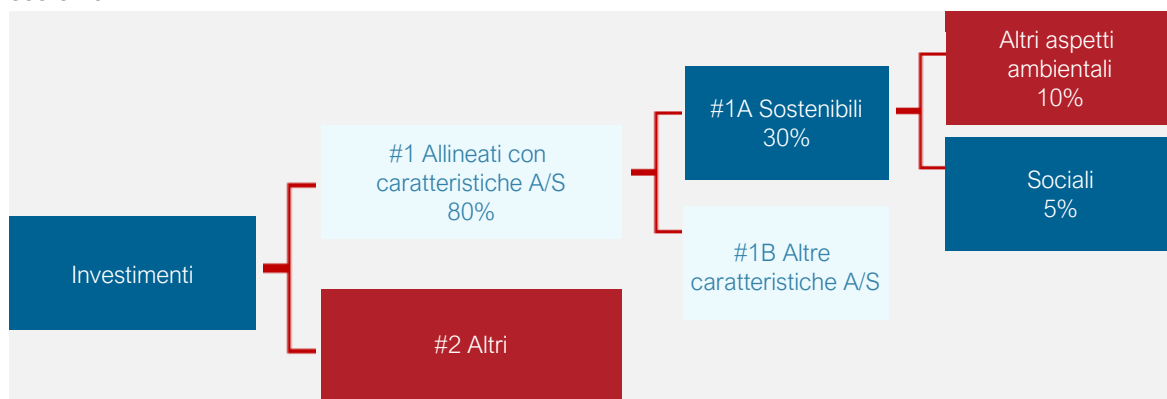 Altri aspetti
ambientali
10%
#1A Sostenibili
30%
#1 Allineati con
caratteristiche A/S
80%
Sociali
5%
Investimenti
#1B Altre
caratteristiche A/S
#2 Altri